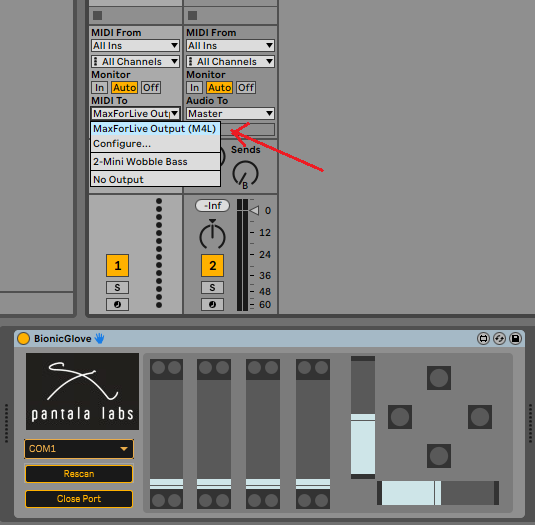 MIDI From MIDI From
All Ins All Ins
All Channels All Channels
Monitor Monitor
In Auto Off In Auto Off
MIDI To Audio To
MaxForLive Outp Master
MaxForLive Output (M4L)
Configure...
2-Mini Wobble Bass
No Output
Sends
B
-Inf
0
12
24
36
48
60
1 2
S S
BionicGlove
pantala labs
COM1
Rescan
Close Port